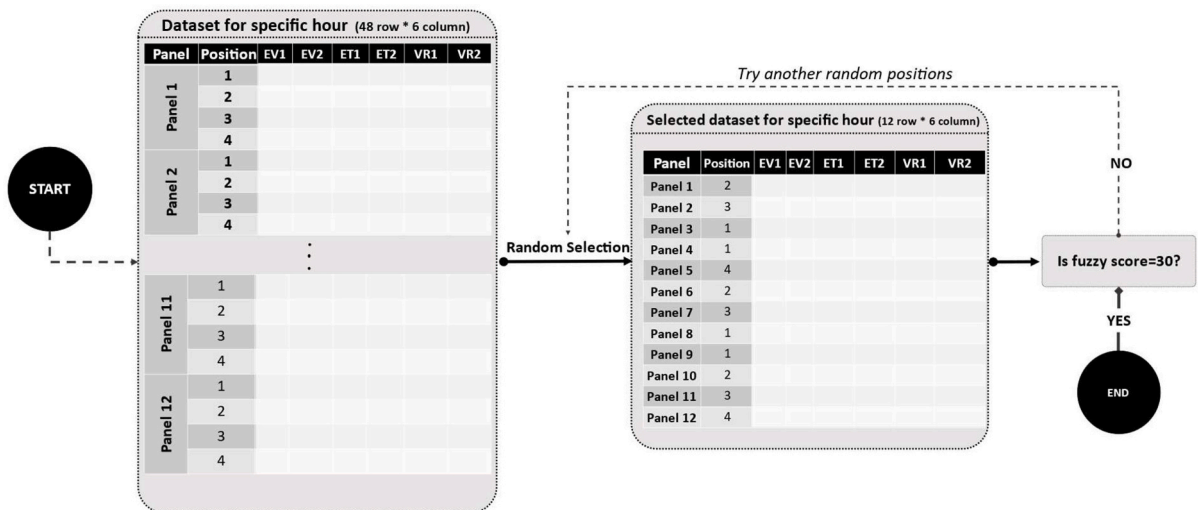 START
Dataset for specific hour (48 row * 6 column)
Panel Position EV1 EV2 ET1 ET2 VR1 VR2
Panel 1
1
2
3
4
Panel 2
1
2
3
4
Panel 11
1
2
3
4
Panel 12
1
2
3
4
Random Selection
Try another random positions
Selected dataset for specific hour (12 row * 6 column)
Panel Position EV1 EV2 ET1 ET2 VR1 VR2
Panel 1 2
Panel 2 3
Panel 3 1
Panel 4 1
Panel 5 4
Panel 6 2
Panel 7 3
Panel 8 1
Panel 9 1
Panel 10 2
Panel 11 3
Panel 12 4
NO
Is fuzzy score=30?
YES
END